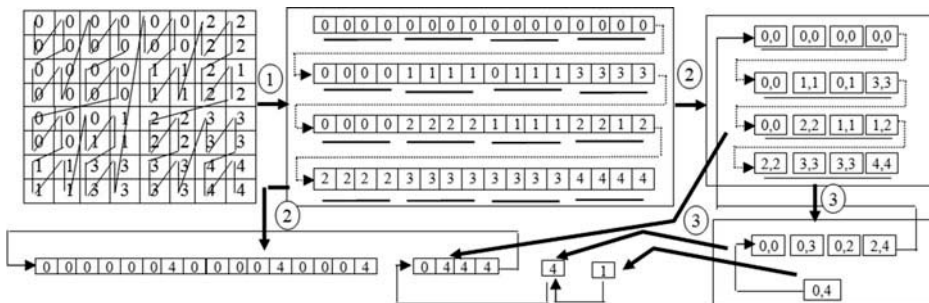 0 0 0 0 0 0 2 2
0 0 0 0 0 0 2 2
0 0 0 0 1 1 2 1
0 0 0 0 1 1 2 2
0 0 0 1 2 2 3 3
0 0 1 1 2 2 3 3
1 1 3 3 3 3 4 4
1 1 3 3 3 3 4 4
1
0 0 0 0 0 0 0 0 0 0 0 0 0 0 0 0
0 0 0 0 1 1 1 1 0 1 1 1 3 3 3 3
0 0 0 0 2 2 2 2 1 1 1 1 2 2 1 2
2 2 2 2 3 3 3 3 3 3 3 3 4 4 4 4
2
0,0 0,0 0,0 0,0
0,0 1,1 0,1 3,3
0,0 2,2 1,1 1,2
2,2 3,3 3,3 4,4
2
3
3
0 0 0 0 0 0 4 0 0 0 0 4 0 0 0 4
0 4 4 4
4
1
0,0 0,3 0,2 2,4
0,4